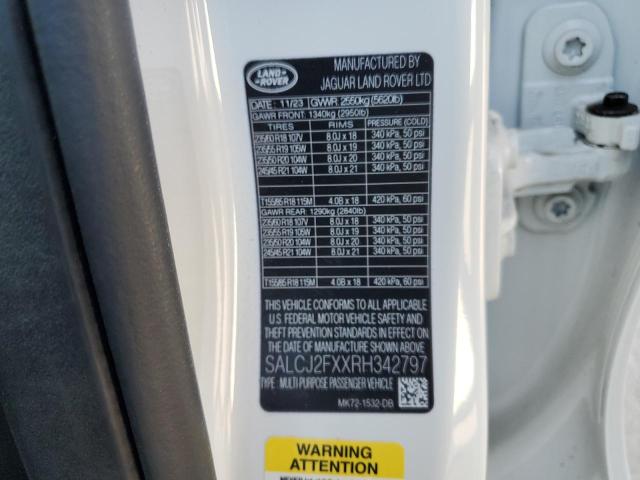 LAND ROVER
MANUFACTURED BY
JAGUAR LAND ROVER LTD
DATE: 11/23 GWVR. 2550kg (5620lb)
GAWR FRONT: 1340kg (2950lb)
TIRES RIMS PRESSURE (COLD)
235/60 R18 107V 8.0J x 18 340 kPa, 50 psi
235/55 R19 105W 8.0J x 19 340 kPa, 50 psi
235/50 R20 104W 8.0J x 20 340 kPa, 50 psi
245/45 R21 104W 8.0J x 21 340 kPa, 50 psi
T155/85 R18 115M 4.0B x 18 420 kPa, 60 psi
GAWR REAR: 1290kg (2840lb)
235/60 R18 107V 8.0J x 18 340 kPa, 50 psi
235/55 R19 105W 8.0J x 19 340 kPa, 50 psi
235/50 R20 104W 8.0J x 20 340 kPa, 50 psi
245/45 R21 104W 8.0J x 21 340 kPa, 50 psi
T155/85 R18 115M 4.0B x 18 420 kPa, 60 psi
THIS VEHICLE CONFORMS TO ALL APPLICABLE
U.S. FEDERAL MOTOR VEHICLE SAFETY AND
THEFT PREVENTION STANDARDS IN EFFECT ON
THE DATE OF MANUFACTURE SHOWN ABOVE.
SALCJ2FXXRH342797
TYPE: MULTI PURPOSE PASSENGER VEHICLE
MK72-1532-DB
WARNING
ATTENTION